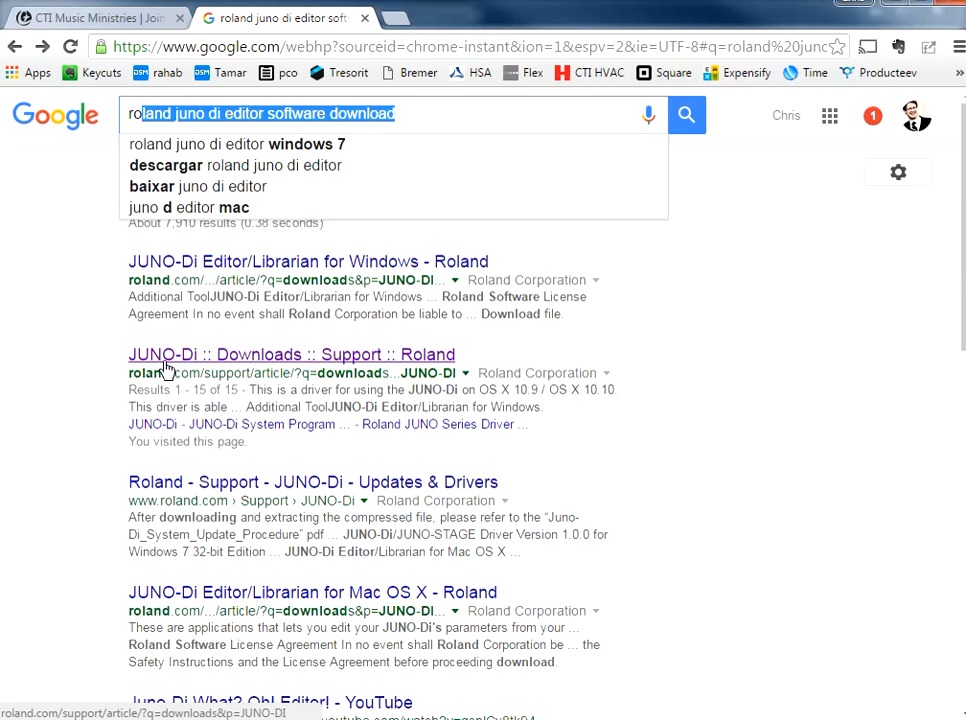 Chris
CTI Music Ministries | Join
roland juno di editor soft
https://www.google.com/webhp?sourceid=chrome-instant&ion=1&espv=2&ie=UTF-8#q=roland%20junc
Apps Keycuts DSM rahab DSM Tamar pco Tresorit Bremer HSA Flex CTI HVAC Square Expensify Time Producteev »
Google
roland juno di editor software download
Chris
1
roland juno di editor windows 7
descargar roland juno di editor
baixar juno di editor
juno d editor mac
About 7,910 results (0.38 seconds)
JUNO-Di Editor/Librarian for Windows - Roland
roland.com/.../article/?q=downloads&p=JUNO-DI... Roland Corporation
Additional ToolJUNO-Di Editor/Librarian for Windows ... Roland Software License
Agreement In no event shall Roland Corporation be liable to ... Download file.
JUNO-Di :: Downloads :: Support :: Roland
roland.com/support/article/?q=downloads...JUNO-DI Roland Corporation
Results 1 - 15 of 15 - This is a driver for using the JUNO-Di on OS X 10.9 / OS X 10.10.
This driver is able ... Additional ToolJUNO-Di Editor/Librarian for Windows.
JUNO-Di - JUNO-Di System Program ... - Roland JUNO Series Driver ...
You visited this page.
Roland - Support - JUNO-Di - Updates & Drivers
www.roland.com › Support › JUNO-Di Roland Corporation
After downloading and extracting the compressed file, please refer to the “Juno-
Di_System_Update_Procedure” pdf ... JUNO-Di/JUNO-STAGE Driver Version 1.0.0 for
Windows 7 32-bit Edition ... JUNO-Di Editor/Librarian for Mac OS X ...
JUNO-Di Editor/Librarian for Mac OS X - Roland
roland.com/.../article/?q=downloads&p=JUNO-DI... Roland Corporation
These are applications that lets you edit your JUNO-Di's parameters from your ...
Roland Software License Agreement In no event shall Roland Corporation be ... the
Safety Instructions and the License Agreement before proceeding download.
Juno-Di What? Oh! Editor! - YouTube
roland.com/support/article/?q=downloads&p=JUNO-DI